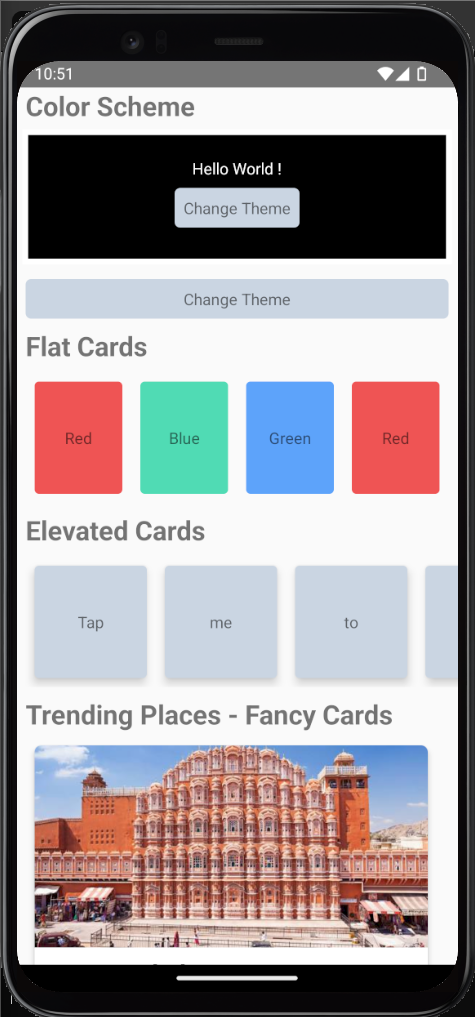 10:51
Color Scheme
Hello World !
Change Theme
Change Theme
Flat Cards
Red Blue Green Red
Elevated Cards
Tap me to
Trending Places - Fancy Cards